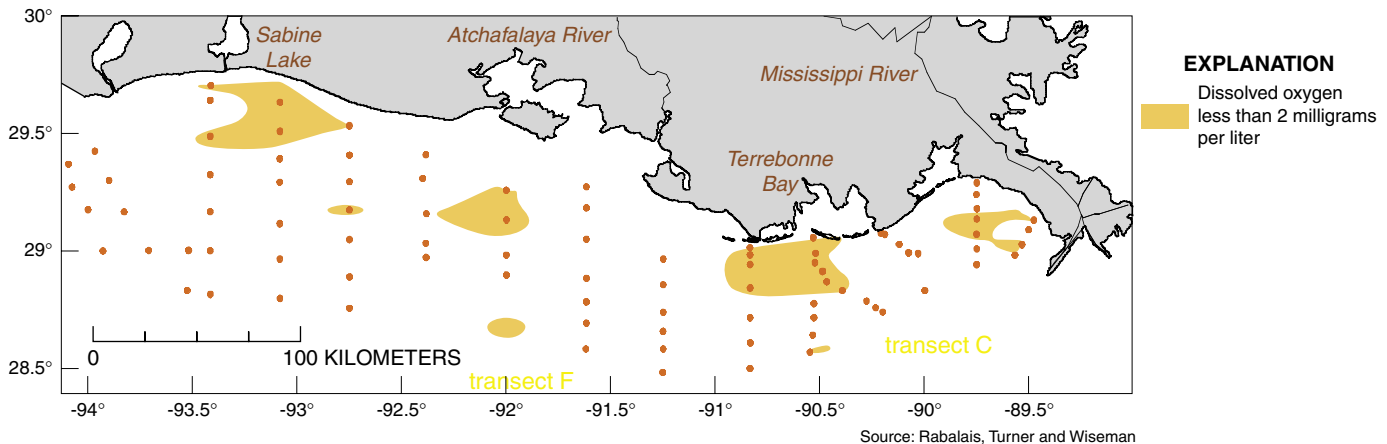 30°
29.5°
29°
28.5°
Sabine
Lake
Atchafalaya River
Mississippi River
Terrebonne
Bay
EXPLANATION
Dissolved oxygen
less than 2 milligrams
per liter
0
100 KILOMETERS
transect F
transect C
-94°
-93.5°
-93°
-92.5°
-92°
-91.5°
-91°
-90.5°
-90°
-89.5°
Source: Rabalais, Turner and Wiseman